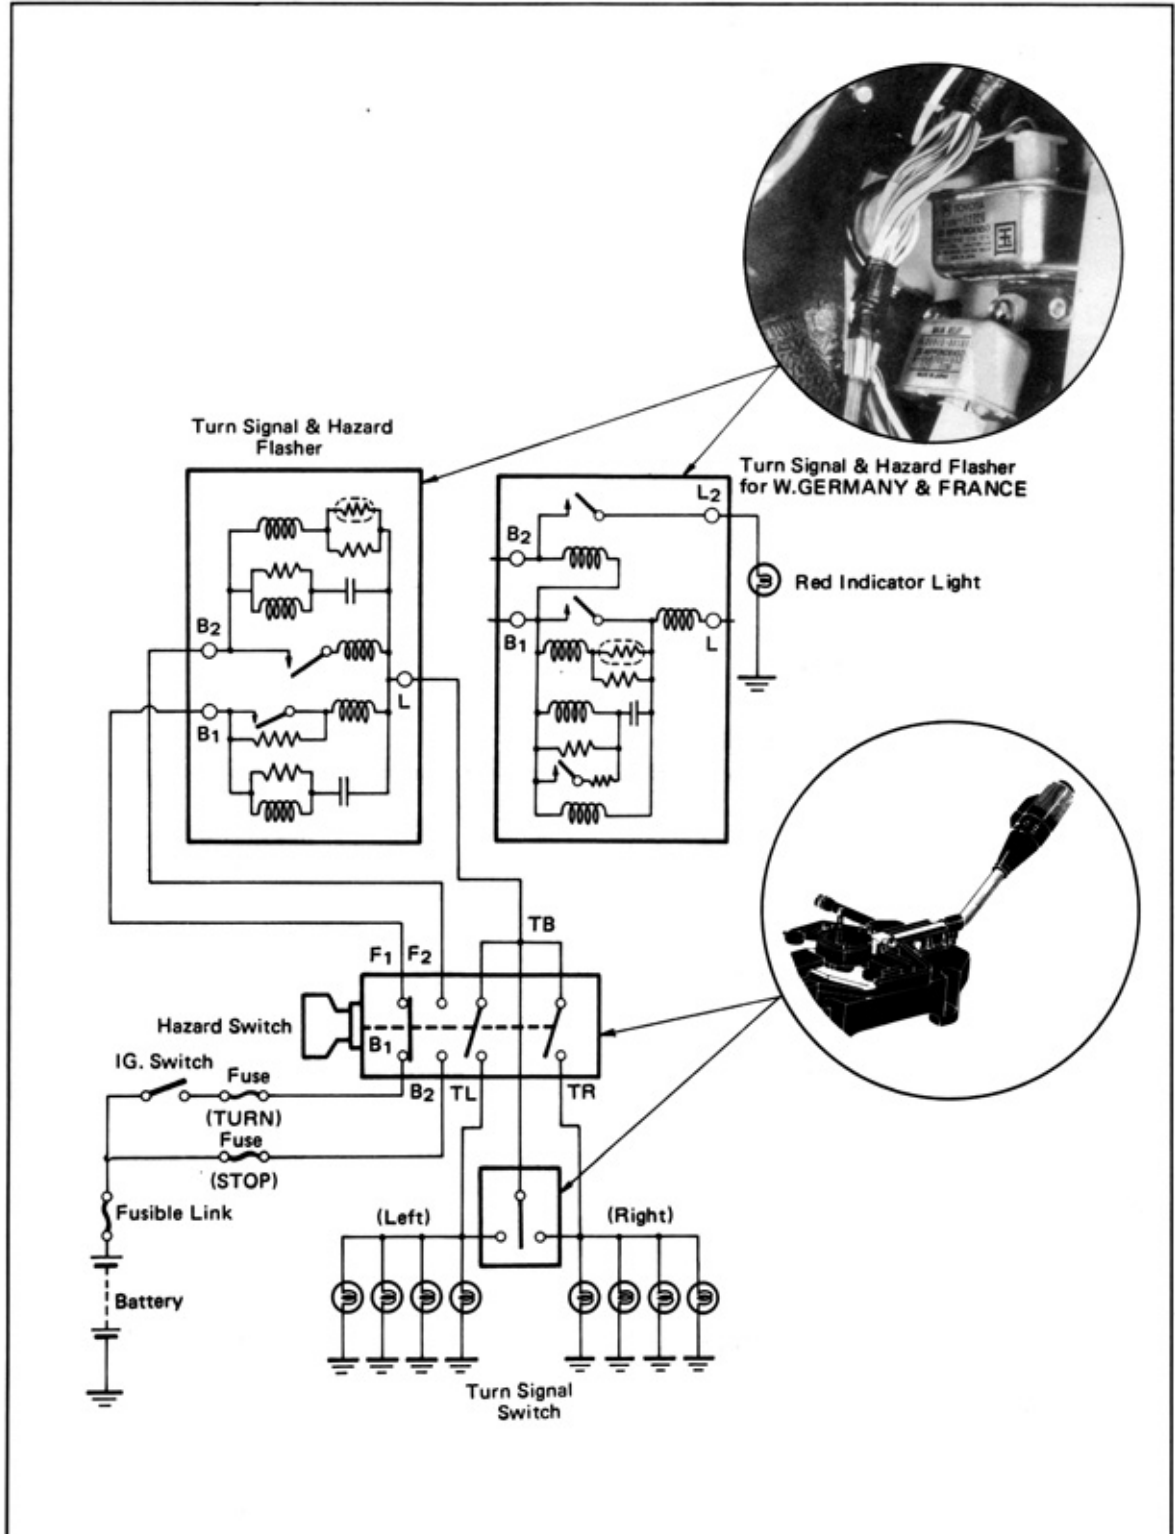 Turn Signal & Hazard
Flasher
Turn Signal & Hazard Flasher
for W.GERMANY & FRANCE
L2
B2
Red Indicator Light
B1
L
B2
L
B1
TB
F1 F2
Hazard Switch
B1
IG. Switch
Fuse
B2 TL TR
(TURN)
Fuse
(STOP)
Fusible Link
(Left)
(Right)
Battery
Turn Signal
Switch